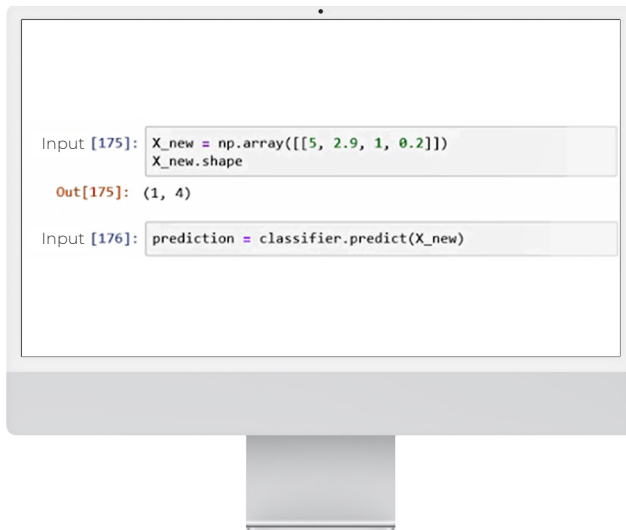 Input [175]: X_new = np.array([[5, 2.9, 1, 0.2]])
X_new.shape
Out[175]: (1, 4)
Input [176]: prediction = classifier.predict(X_new)